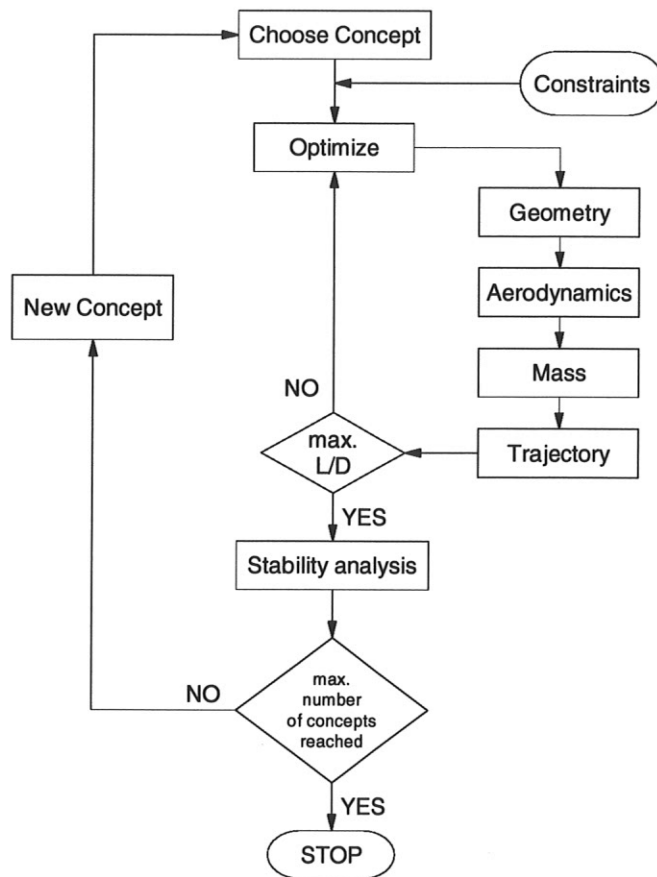 Choose Concept
Constraints
Optimize
Geometry
Aerodynamics
New Concept
Mass
NO
max.
L/D
Trajectory
YES
Stability analysis
NO
max.
number
of concepts
reached
YES
STOP